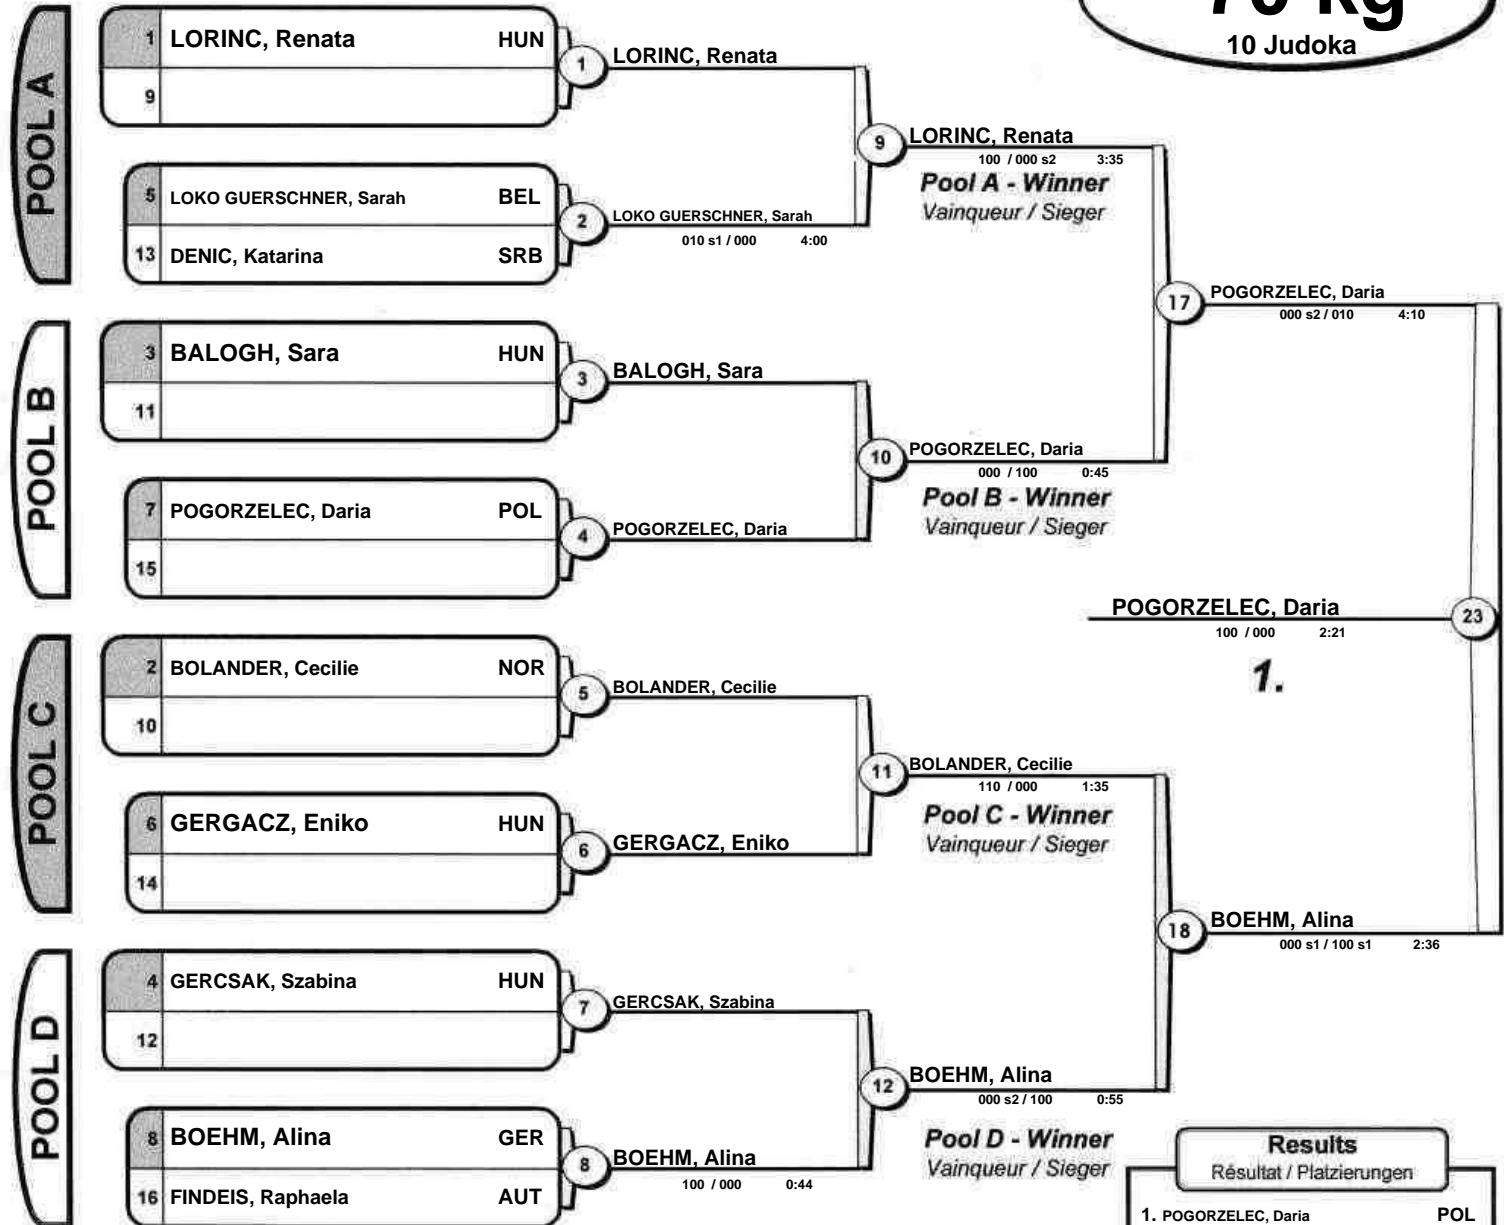 70 kg
10 Judoka
POOL A
1 LORINC, Renata HUN
9
5 LOKO GUERSCHNER, Sarah BEL
13 DENIC, Katarina SRB
1 LORINC, Renata
2 LOKO GUERSCHNER, Sarah
010 s1 / 000 4:00
9 LORINC, Renata
100 / 000 s2 3:35
Pool A - Winner
Vainqueur / Sieger
POOL B
3 BALOGH, Sara HUN
11
7 POGORZELEC, Daria POL
15
3 BALOGH, Sara
4 POGORZELEC, Daria
10 POGORZELEC, Daria
000 / 100 0:45
Pool B - Winner
Vainqueur / Sieger
17 POGORZELEC, Daria
000 s2 / 010 4:10
POGORZELEC, Daria 23
100 / 000 2:21
1.
POOL C
2 BOLANDER, Cecilie NOR
10
6 GERGACZ, Eniko HUN
14
5 BOLANDER, Cecilie
6 GERGACZ, Eniko
11 BOLANDER, Cecilie
110 / 000 1:35
Pool C - Winner
Vainqueur / Sieger
18 BOEHM, Alina
000 s1 / 100 s1 2:36
POOL D
4 GERCSAK, Szabina HUN
12
8 BOEHM, Alina GER
16 FINDEIS, Raphaela AUT
7 GERCSAK, Szabina
8 BOEHM, Alina
100 / 000 0:44
12 BOEHM, Alina
000 s2 / 100 0:55
Pool D - Winner
Vainqueur / Sieger
Results
Résultat / Platzierungen
1. POGORZELEC, Daria POL